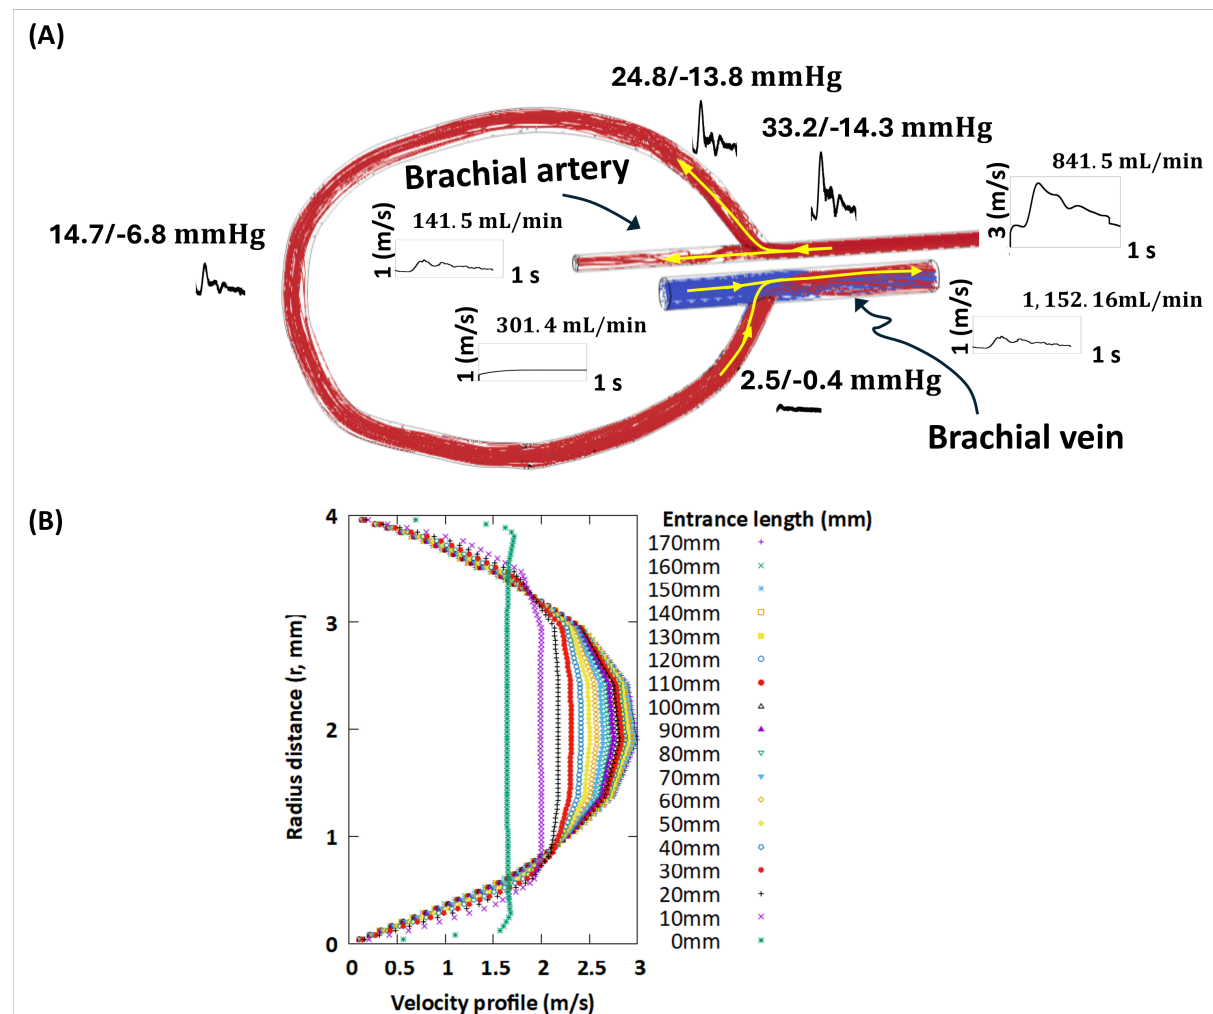 (A)
24.8/-13.8 mmHg
33.2/-14.3 mmHg
841.5 mL/min
3 (m/s)
1 s
Brachial artery
141.5 mL/min
1 (m/s)
1 s
14.7/-6.8 mmHg
301.4 mL/min
1 (m/s)
1 s
1,152.16mL/min
1 (m/s)
1 s
2.5/-0.4 mmHg
Brachial vein
(B)
4
3
2
1
0
Radius distance (r, mm)
0 0.5 1 1.5 2 2.5 3
Velocity profile (m/s)
Entrance length (mm)
170mm
160mm
150mm
140mm
130mm
120mm
110mm
100mm
90mm
80mm
70mm
60mm
50mm
40mm
30mm
20mm
10mm
0mm